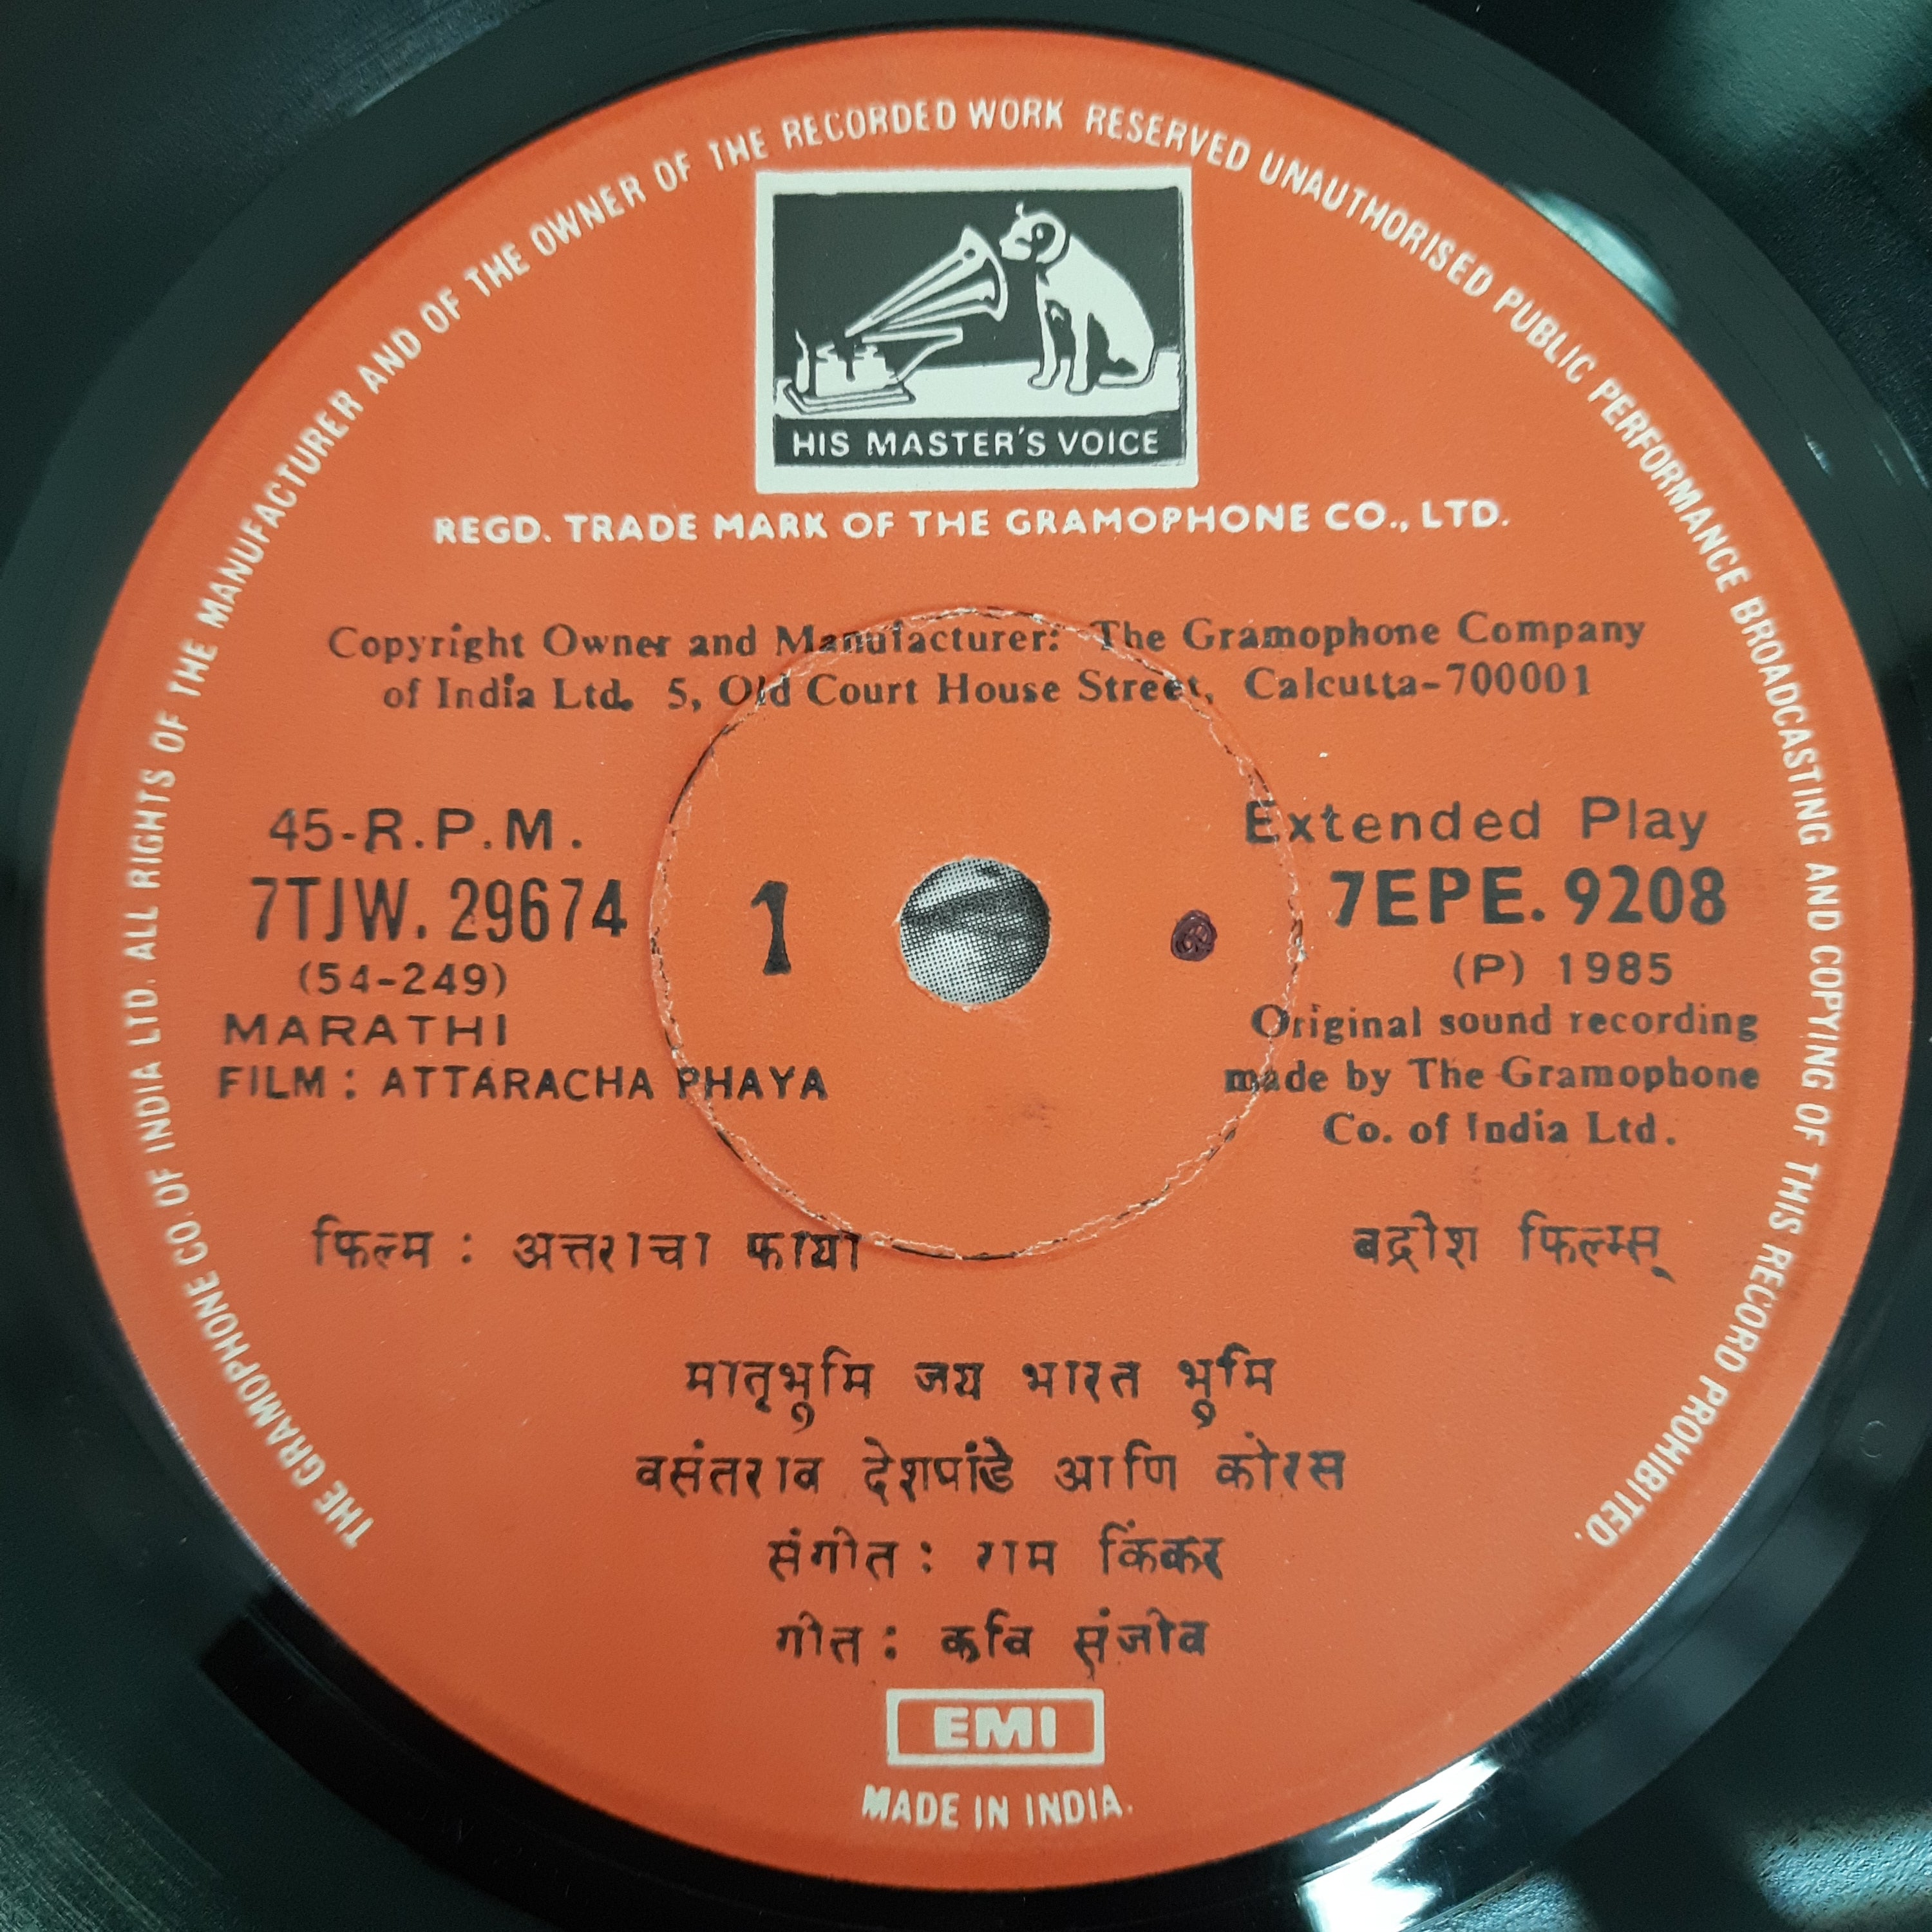 THE GRAMOPHONE CO. OF INDIA LTD. ALL RIGHTS OF THE MANUFACTURER AND OF THE OWNER OF THE RECORDED WORK RESERVED UNAUTHORISED PUBLIC PERFORMANCE BROADCASTING AND COPYING OF THIS RECORD PROHIBITED.
HIS MASTER'S VOICE
REGD. TRADE MARK OF THE GRAMOPHONE CO., LTD.
Copyright Owner and Manufacturer: The Gramophone Company
of India Ltd. 5, Old Court House Street, Calcutta-700001
45-R.P.M.
7TJW. 29674
(54-249)
MARATHI
FILM : ATTARACHA PHAYA
1
Extended Play
7EPE. 9208
(P) 1985
Original sound recording
made by The Gramophone
Co. of India Ltd.
फिल्म : अत्तराचा फाया
बद्रीश फिल्म्स्
मातृभुमि जय भारत भुमि
वसंतराव देशपांडे आणि कोरस
संगीत : राम किंकर
गीत : कवि संजीव
EMI
MADE IN INDIA.